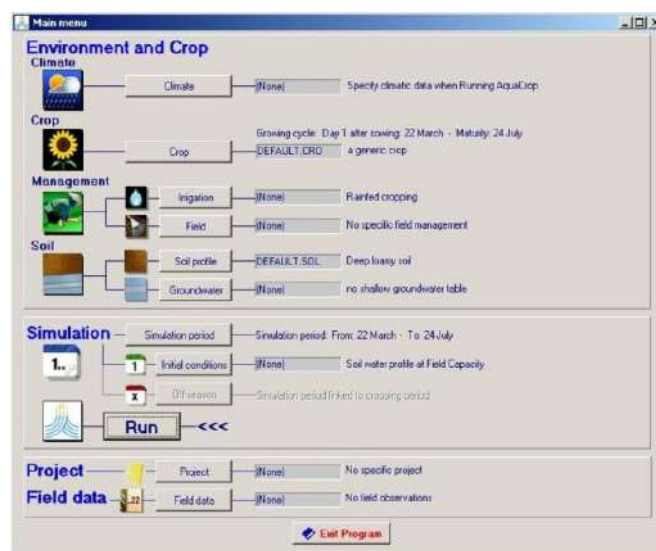 Main menu
Environment and Crop
Climate
Climate
(None)
Specify climatic data when Running AquaCrop
Crop
Growing cycle: Day 1 after sowing: 22 March - Maturity: 24 July
Crop
DEFAULT.CRO
a generic crop
Management
Irrigation
(None)
Rainfed cropping
Field
(None)
No specific field management
Soil
Soil profile
DEFAULT.SOL
Deep loamy soil
Groundwater
(None)
no shallow groundwater table
Simulation
Simulation period
Simulation period: From: 22 March - To: 24 July
1..
1
Initial conditions
(None)
Soil water profile at Field Capacity
x
Off season
Simulation period linked to cropping period
Run
<<<
Project
Project
(None)
No specific project
Field data
..22
Field data
(None)
No field observations
Exit Program